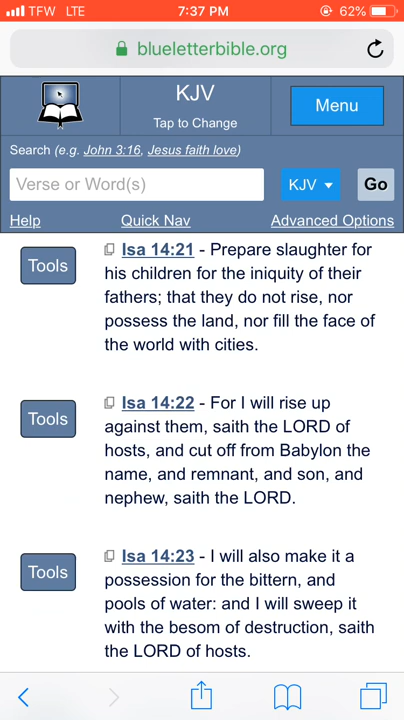 TFW LTE 7:37 PM 62%
blueletterbible.org
KJV
Tap to Change
Menu
Search (e.g. John 3:16, Jesus faith love)
Verse or Word(s)
KJV
Go
Help Quick Nav Advanced Options
Tools
Isa 14:21 - Prepare slaughter for
his children for the iniquity of their
fathers; that they do not rise, nor
possess the land, nor fill the face of
the world with cities.
Tools
Isa 14:22 - For I will rise up
against them, saith the LORD of
hosts, and cut off from Babylon the
name, and remnant, and son, and
nephew, saith the LORD.
Tools
Isa 14:23 - I will also make it a
possession for the bittern, and
pools of water: and I will sweep it
with the besom of destruction, saith
the LORD of hosts.